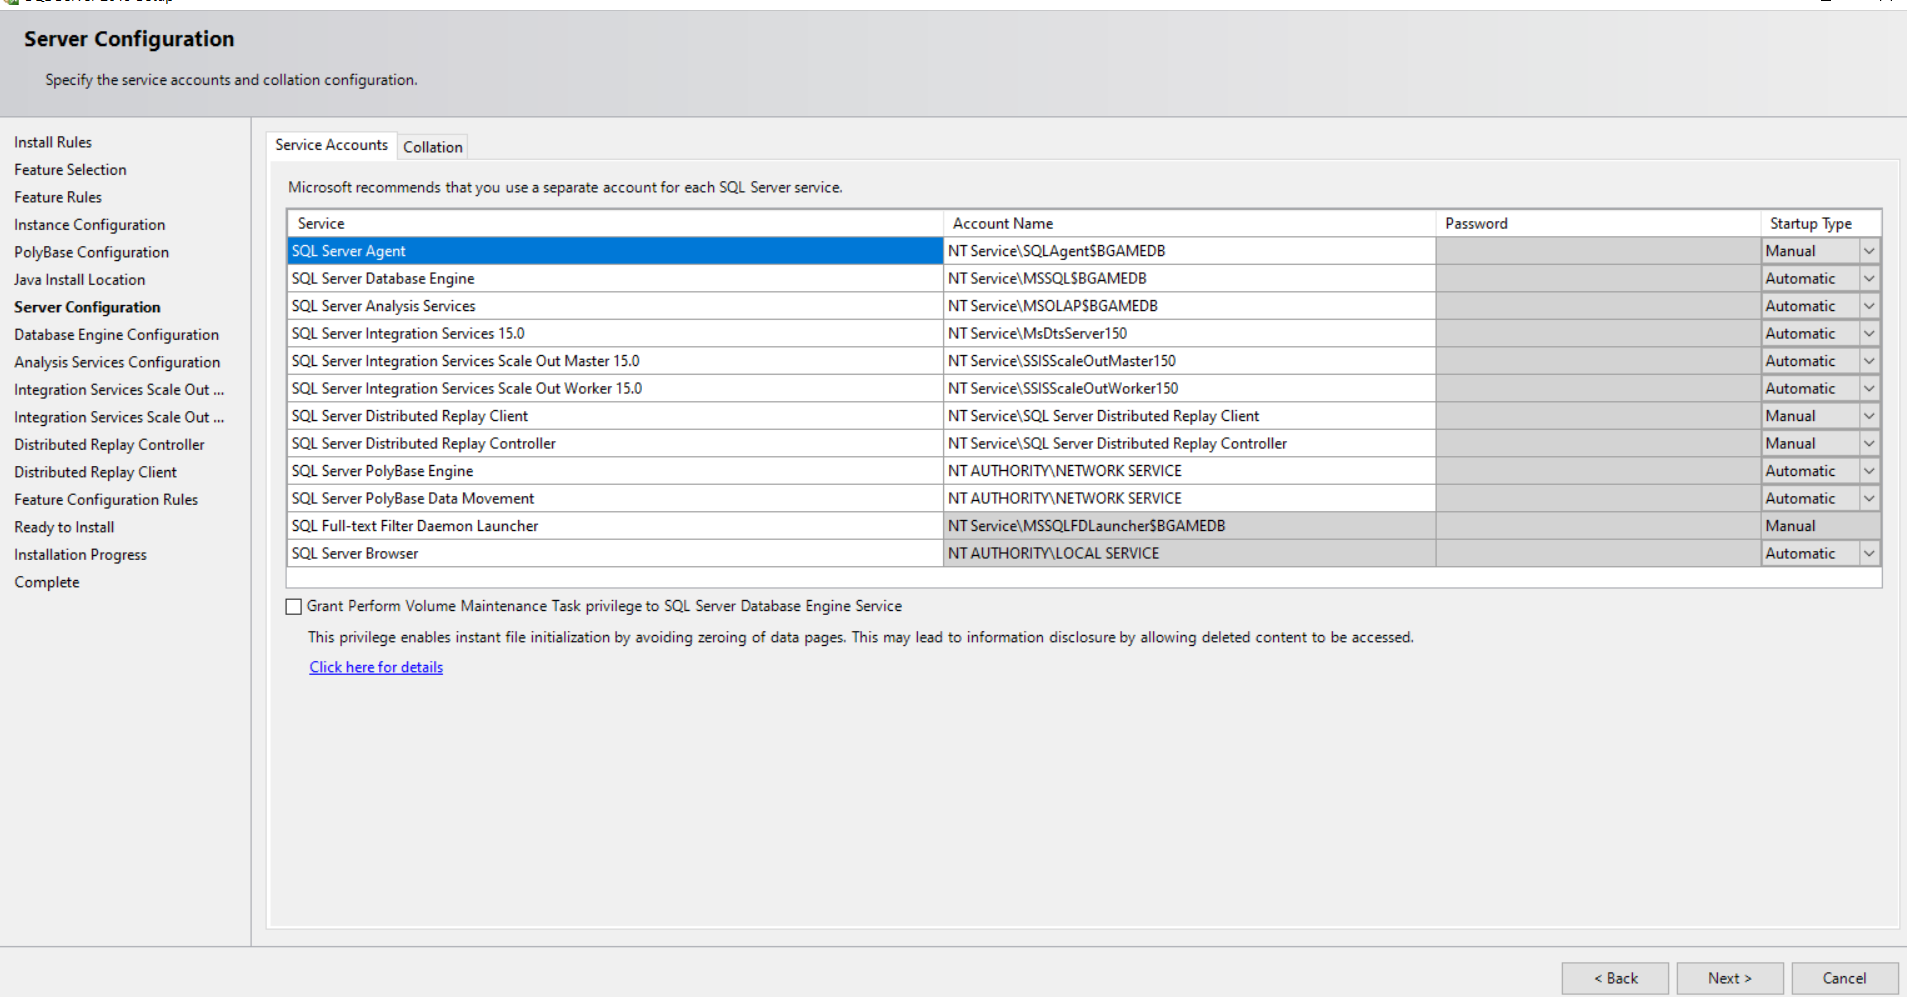 Server Configuration
Specify the service accounts and collation configuration.
Install Rules
Feature Selection
Feature Rules
Instance Configuration
PolyBase Configuration
Java Install Location
Server Configuration
Database Engine Configuration
Analysis Services Configuration
Integration Services Scale Out ...
Integration Services Scale Out ...
Distributed Replay Controller
Distributed Replay Client
Feature Configuration Rules
Ready to Install
Installation Progress
Complete
Service Accounts Collation
Microsoft recommends that you use a separate account for each SQL Server service.
Service Account Name Password Startup Type
SQL Server Agent NT Service\SQLAgent$BGAMEDB Manual
SQL Server Database Engine NT Service\MSSQL$BGAMEDB Automatic
SQL Server Analysis Services NT Service\MSOLAP$BGAMEDB Automatic
SQL Server Integration Services 15.0 NT Service\MsDtsServer150 Automatic
SQL Server Integration Services Scale Out Master 15.0 NT Service\SSISScaleOutMaster150 Automatic
SQL Server Integration Services Scale Out Worker 15.0 NT Service\SSISScaleOutWorker150 Automatic
SQL Server Distributed Replay Client NT Service\SQL Server Distributed Replay Client Manual
SQL Server Distributed Replay Controller NT Service\SQL Server Distributed Replay Controller Manual
SQL Server PolyBase Engine NT AUTHORITY\NETWORK SERVICE Automatic
SQL Server PolyBase Data Movement NT AUTHORITY\NETWORK SERVICE Automatic
SQL Full-text Filter Daemon Launcher NT Service\MSSQLFDLauncher$BGAMEDB Manual
SQL Server Browser NT AUTHORITY\LOCAL SERVICE Automatic
Grant Perform Volume Maintenance Task privilege to SQL Server Database Engine Service
This privilege enables instant file initialization by avoiding zeroing of data pages. This may lead to information disclosure by allowing deleted content to be accessed.
Click here for details
< Back Next > Cancel